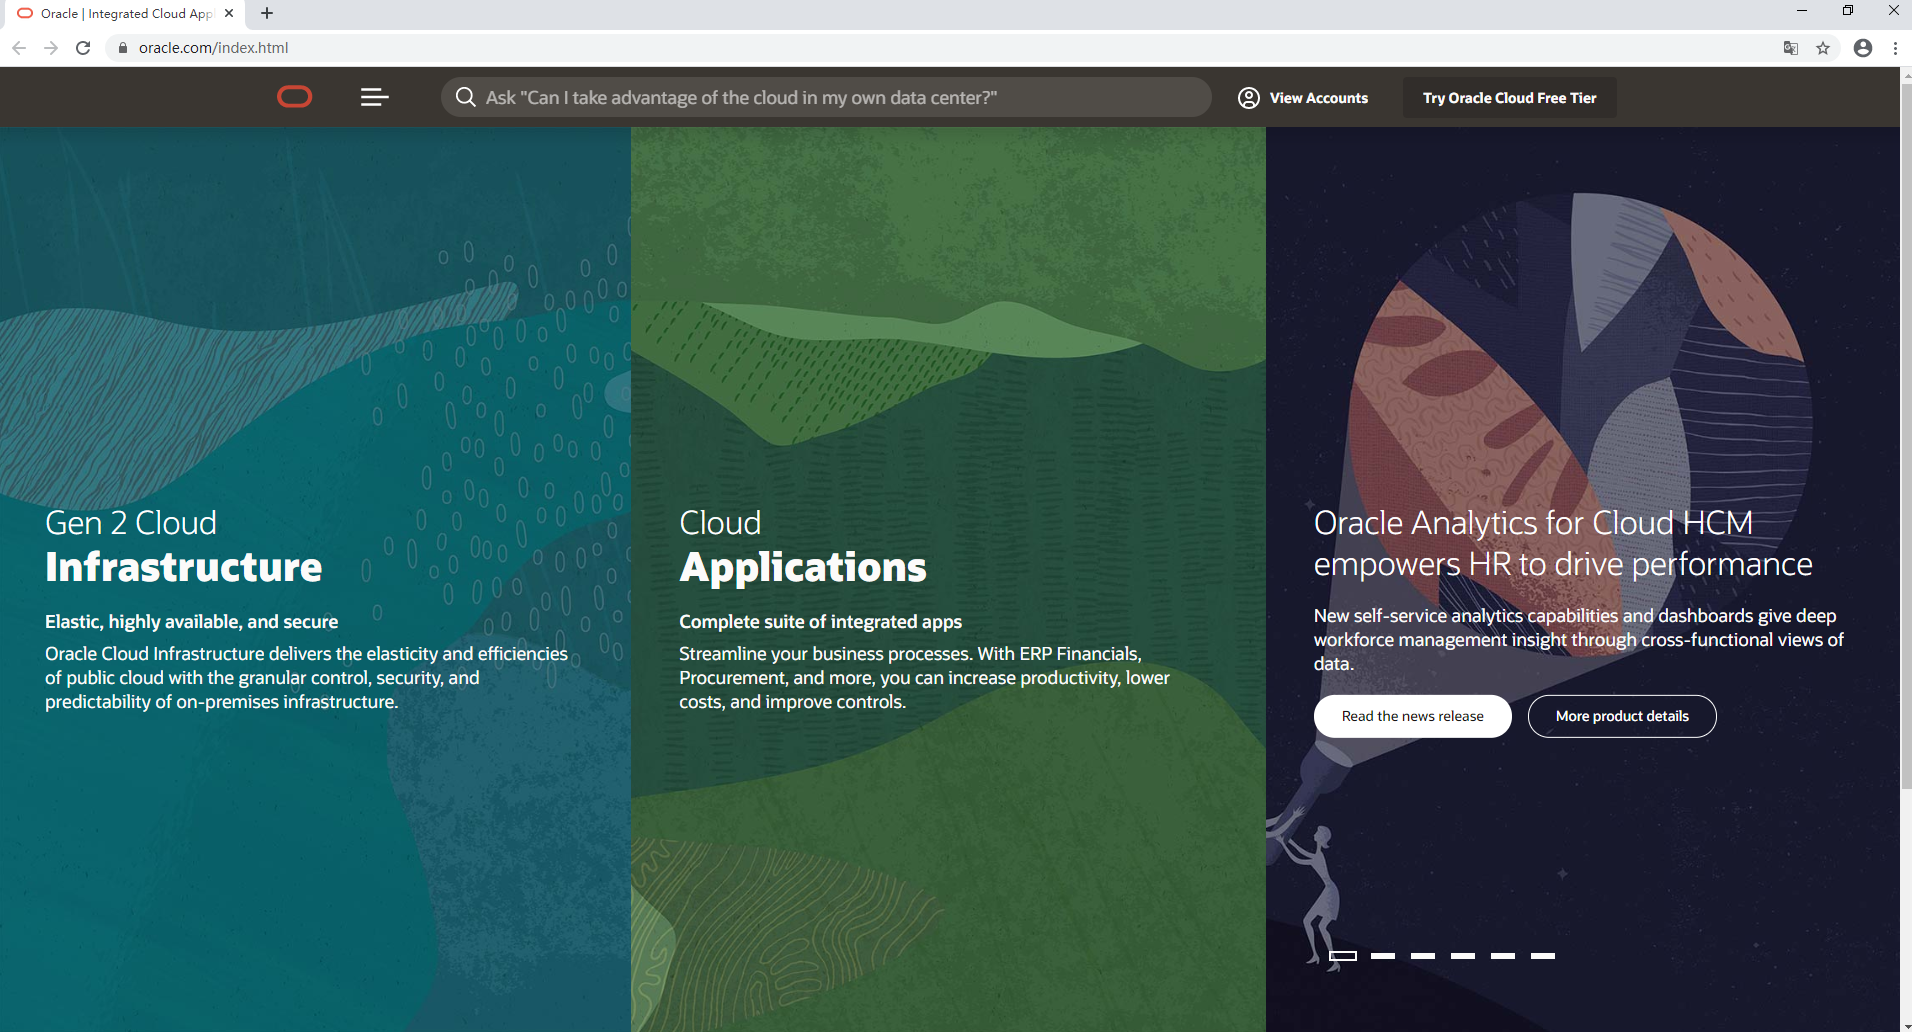 Oracle | Integrated Cloud Appl
oracle.com/index.html
Ask "Can I take advantage of the cloud in my own data center?"
View Accounts
Try Oracle Cloud Free Tier
Gen 2 Cloud
Infrastructure
Elastic, highly available, and secure
Oracle Cloud Infrastructure delivers the elasticity and efficiencies
of public cloud with the granular control, security, and
predictability of on-premises infrastructure.
Cloud
Applications
Complete suite of integrated apps
Streamline your business processes. With ERP Financials,
Procurement, and more, you can increase productivity, lower
costs, and improve controls.
Oracle Analytics for Cloud HCM
empowers HR to drive performance
New self-service analytics capabilities and dashboards give deep
workforce management insight through cross-functional views of
data.
Read the news release
More product details